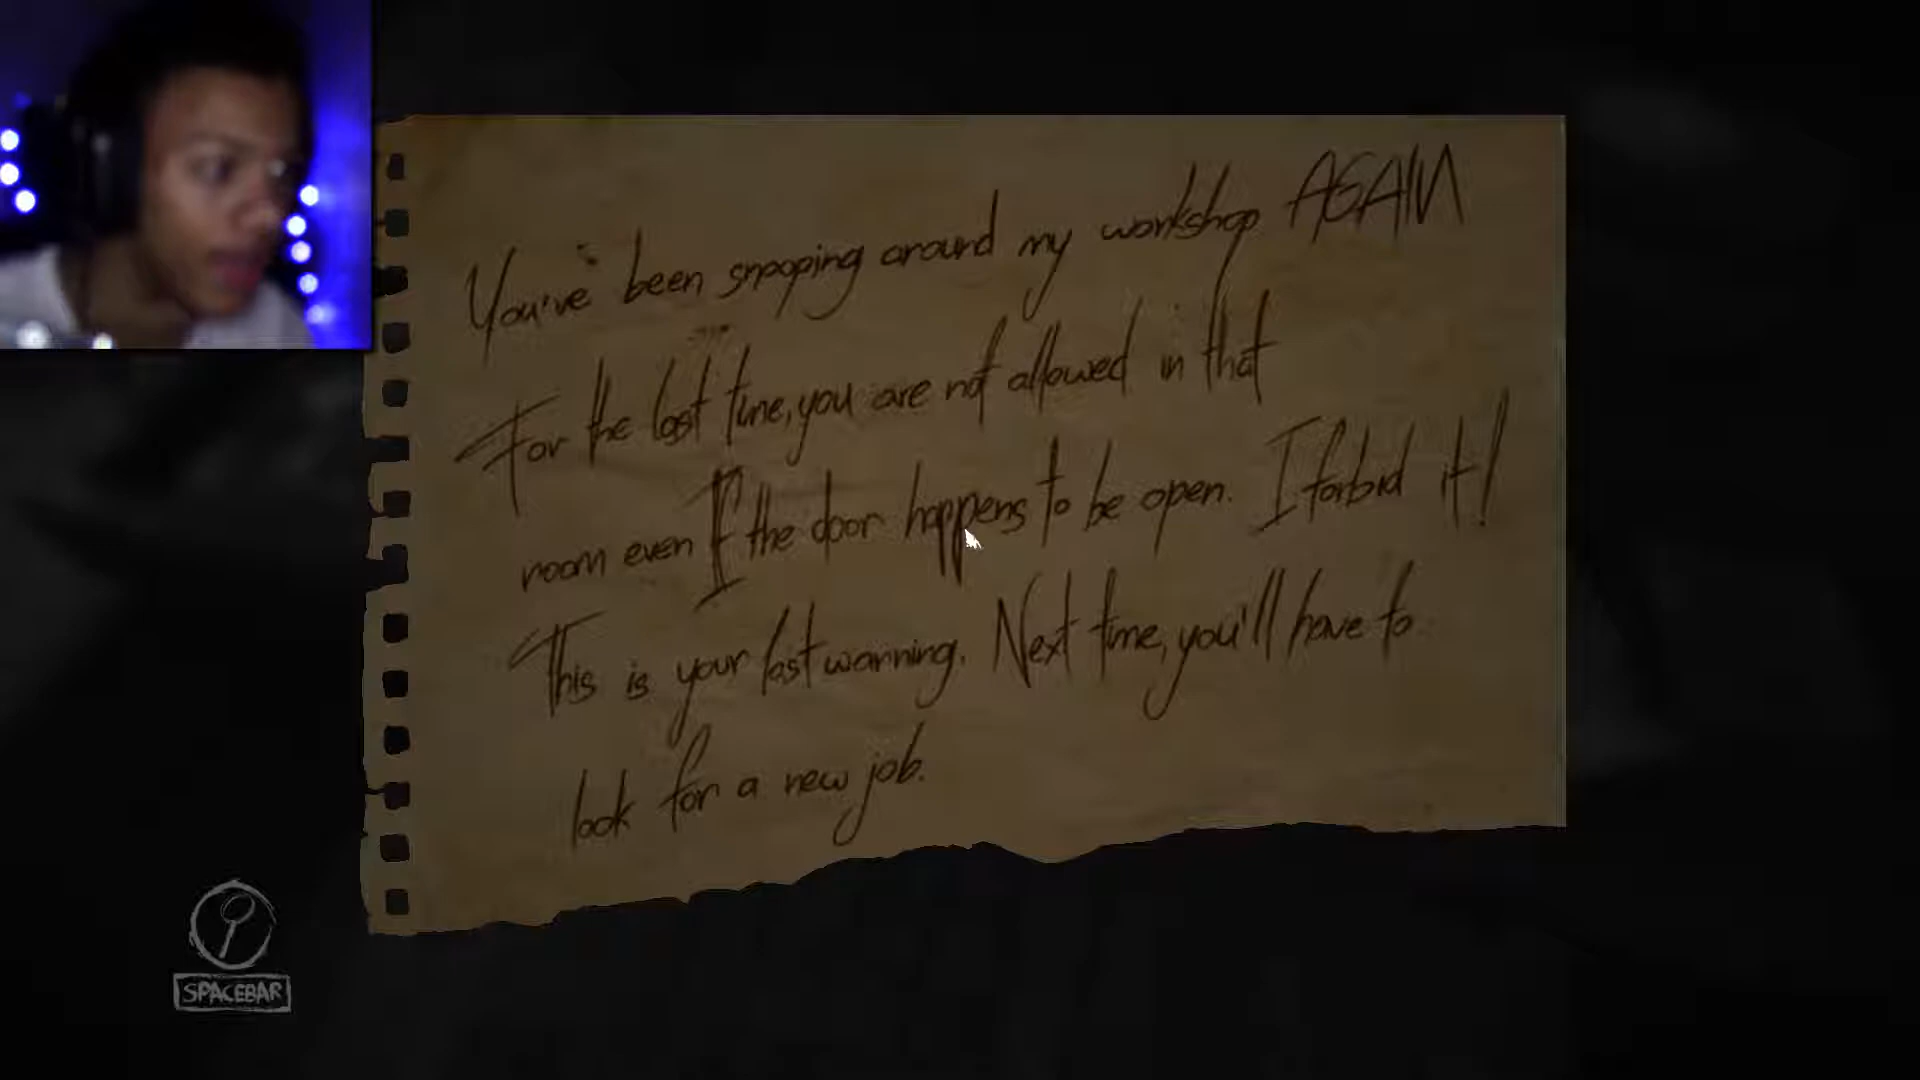 You've been snooping around my workshop AGAIN
For the last time, you are not allowed in that
room even If the door happens to be open. I forbid it!
This is your last warning. Next time, you'll have to
look for a new job.
SPACEBAR